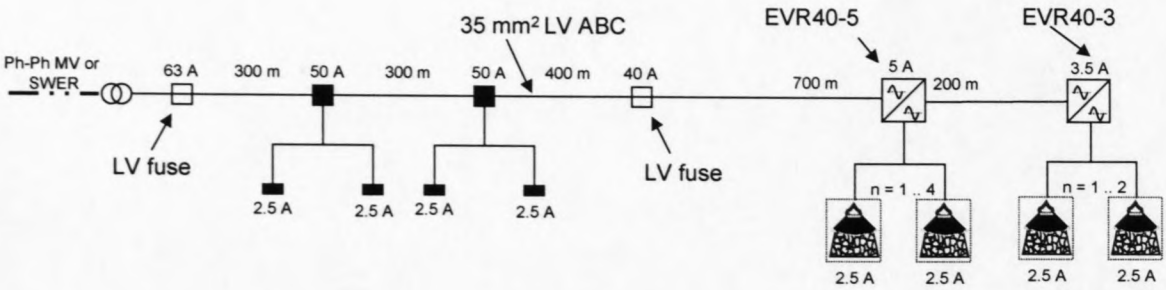 35 mm² LV ABC
EVR40-5
EVR40-3
Ph-Ph MV or
SWER
63 A
300 m
50 A
300 m
50 A
400 m
40 A
700 m
5 A
200 m
3.5 A
LV fuse
LV fuse
2.5 A
2.5 A
2.5 A
2.5 A
n = 1 .. 4
n = 1 .. 2
2.5 A
2.5 A
2.5 A
2.5 A